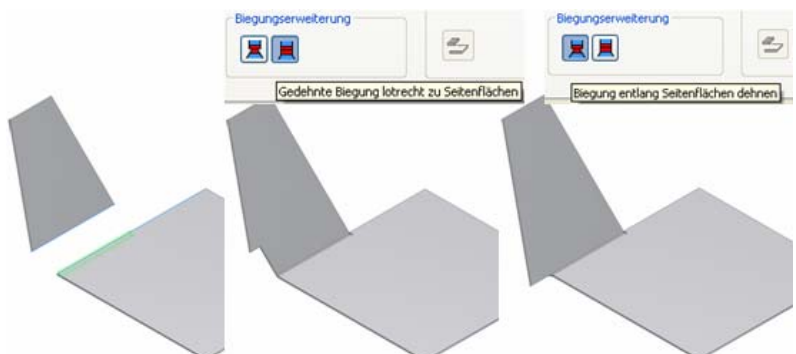 Biegungserweiterung
Gedehnte Biegung lotrecht zu Seitenflächen
Biegungserweiterung
Biegung entlang Seitenflächen dehnen